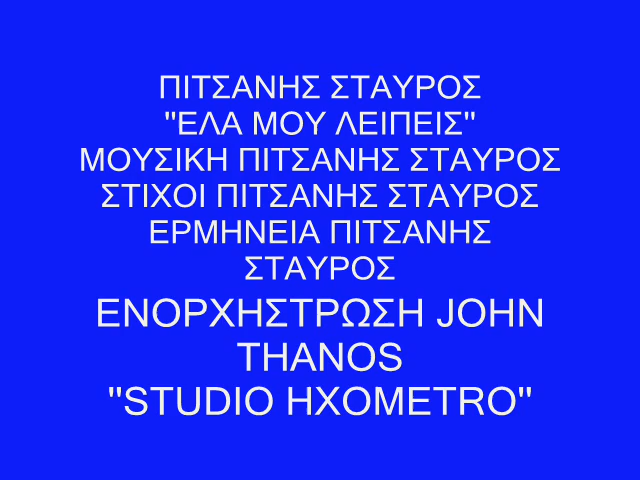 ΠΙΤΣΑΝΗΣ ΣΤΑΥΡΟΣ
"ΕΛΑ ΜΟΥ ΛΕΙΠΕΙΣ"
ΜΟΥΣΙΚΗ ΠΙΤΣΑΝΗΣ ΣΤΑΥΡΟΣ
ΣΤΙΧΟΙ ΠΙΤΣΑΝΗΣ ΣΤΑΥΡΟΣ
ΕΡΜΗΝΕΙΑ ΠΙΤΣΑΝΗΣ
ΣΤΑΥΡΟΣ
ΕΝΟΡΧΗΣΤΡΩΣΗ JOHN
THANOS
"STUDIO HXOMETRO"